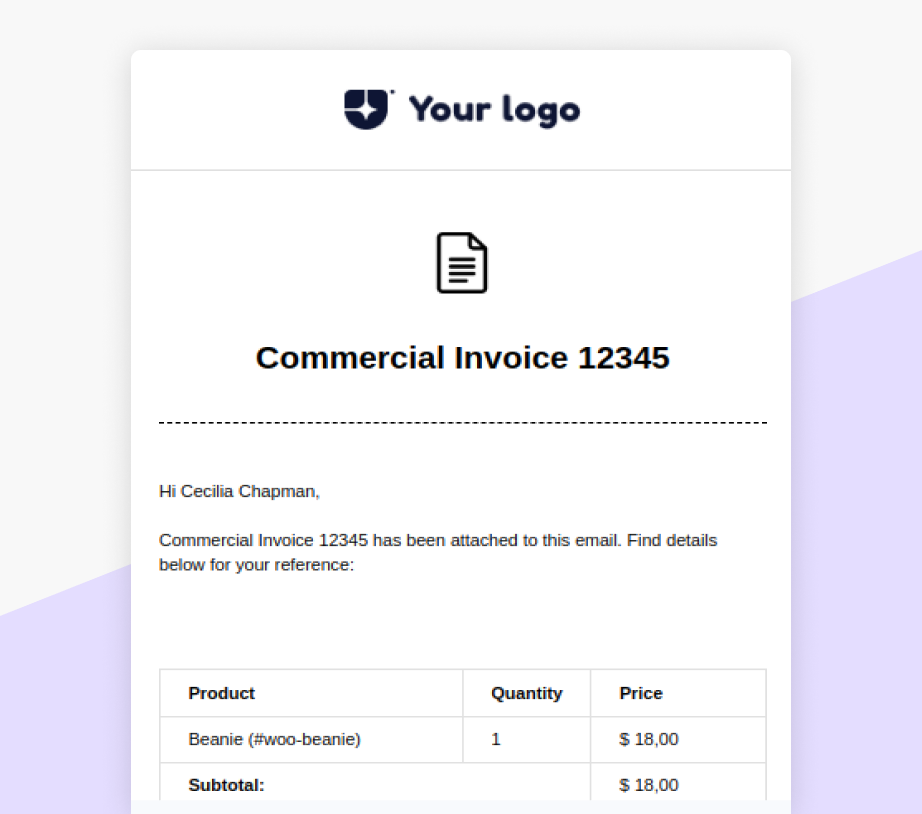 Your logo
Commercial Invoice 12345
Hi Cecilia Chapman,
Commercial Invoice 12345 has been attached to this email. Find details
below for your reference:
Product Quantity Price
Beanie (#woo-beanie) 1 $ 18,00
Subtotal: $ 18,00